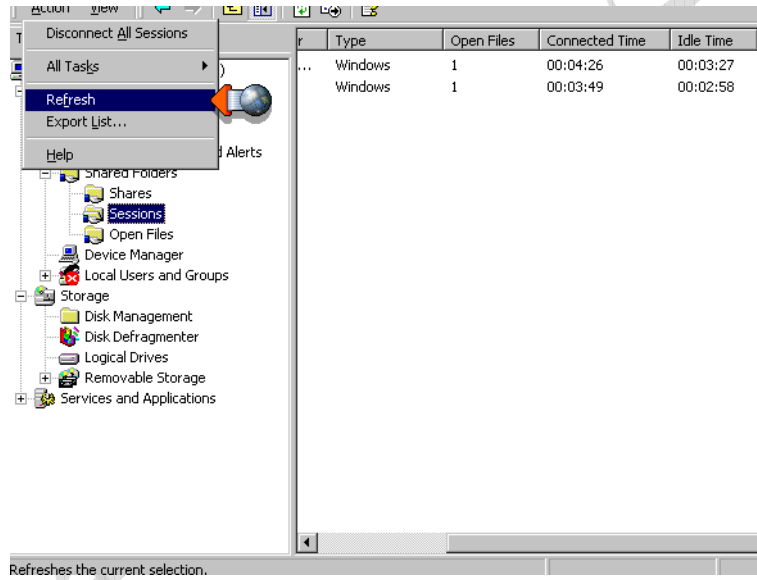 Action View
Disconnect All Sessions
All Tasks
Refresh
Export List...
Help
r Type Open Files Connected Time Idle Time
... Windows 1 00:04:26 00:03:27
Windows 1 00:03:49 00:02:58
T
)
d Alerts
Shared Folders
Shares
Sessions
Open Files
Device Manager
Local Users and Groups
Storage
Disk Management
Disk Defragmenter
Logical Drives
Removable Storage
Services and Applications
Refreshes the current selection.